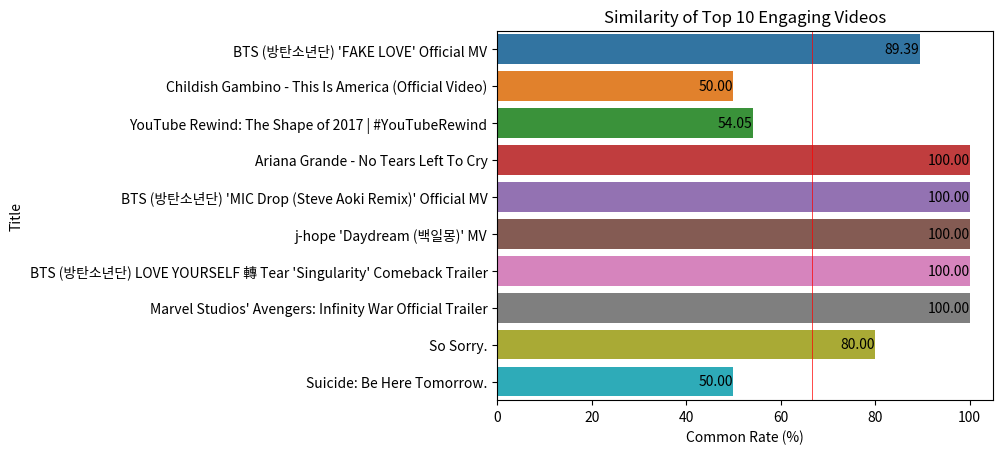 Similarity of Top 10 Engaging Videos
BTS (방탄소년단) 'FAKE LOVE' Official MV
89.39
Childish Gambino - This Is America (Official Video)
50.00
YouTube Rewind: The Shape of 2017 | #YouTubeRewind
54.05
Ariana Grande - No Tears Left To Cry
100.00
BTS (방탄소년단) 'MIC Drop (Steve Aoki Remix)' Official MV
100.00
j-hope 'Daydream (백일몽)' MV
100.00
BTS (방탄소년단) LOVE YOURSELF 轉 Tear 'Singularity' Comeback Trailer
100.00
Marvel Studios' Avengers: Infinity War Official Trailer
100.00
So Sorry.
80.00
Suicide: Be Here Tomorrow.
50.00
Title
0 20 40 60 80 100
Common Rate (%)